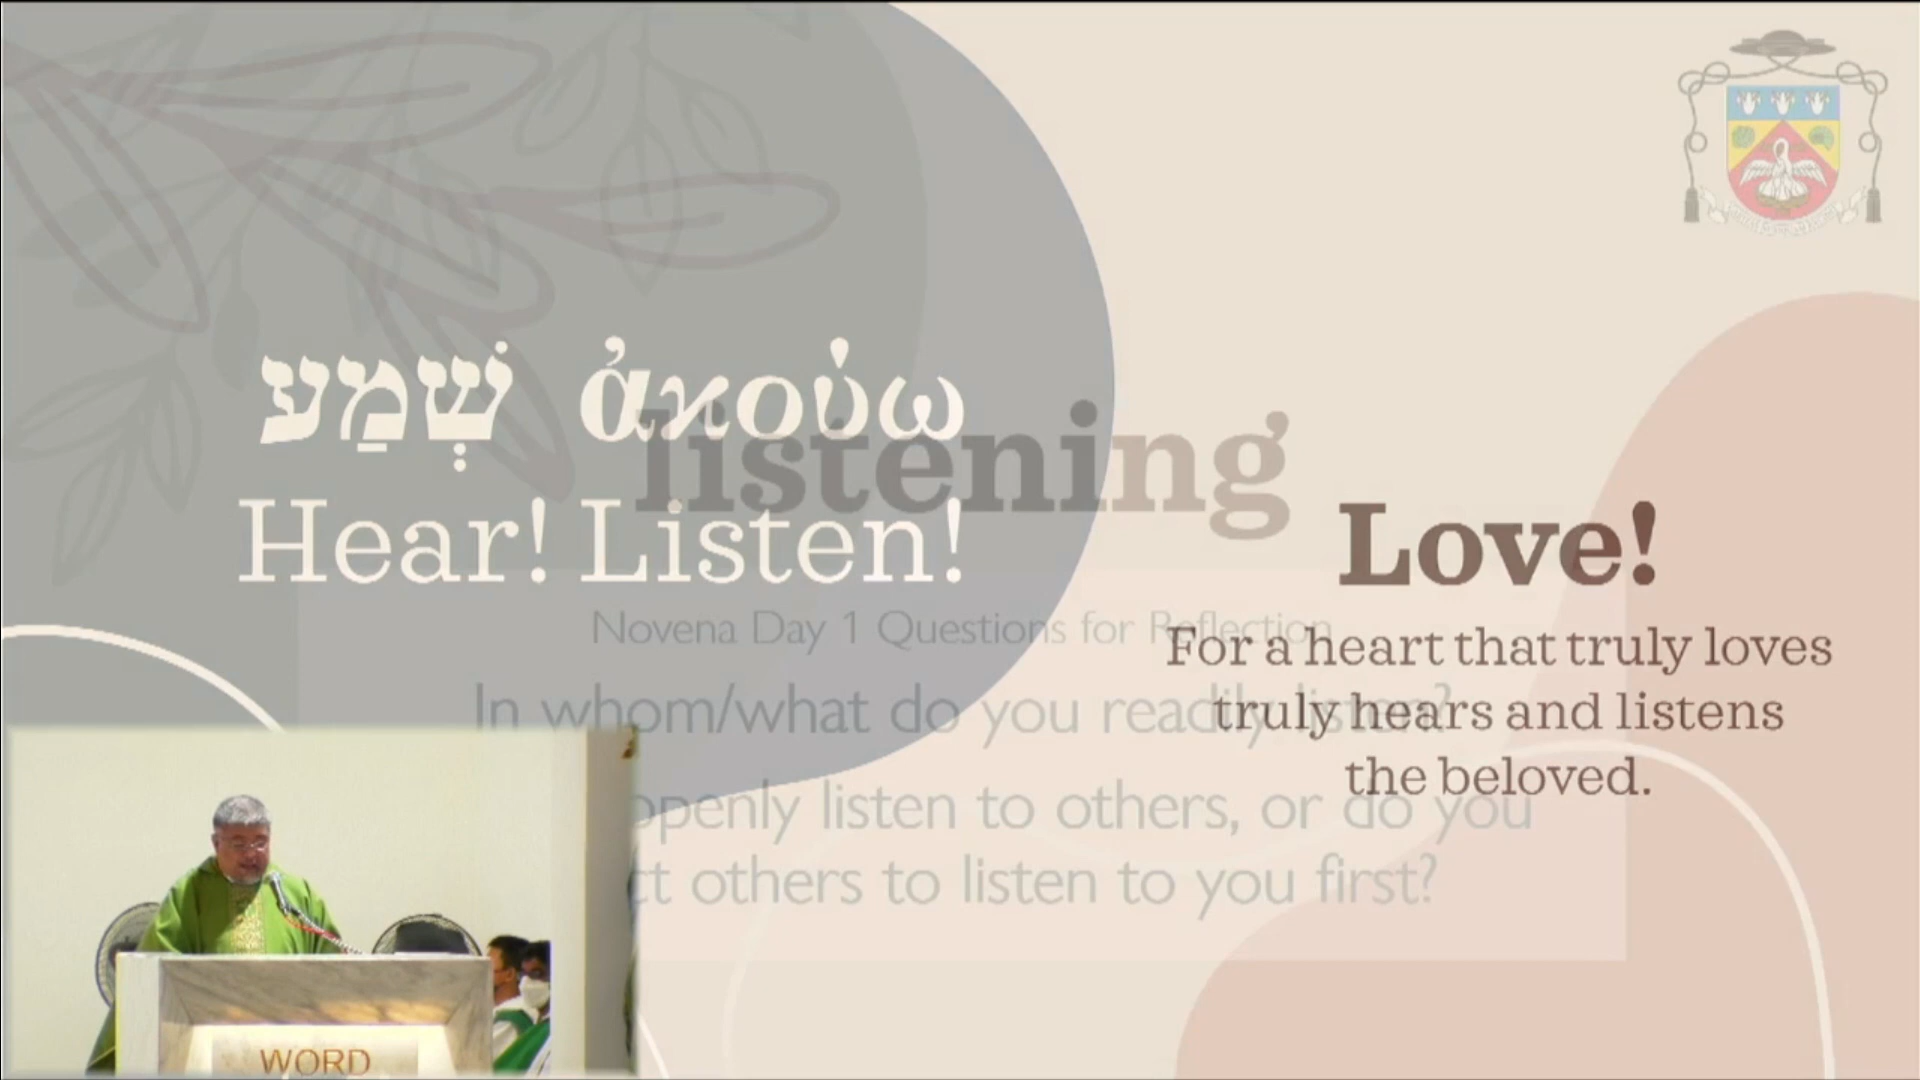 שְׁמַע ἀκούω
Hear! Listen!
listening
Love!
For a heart that truly loves
truly hears and listens
the beloved.
Novena Day 1 Questions for Reflection
In whom/what do you readily listen?
openly listen to others, or do you
others to listen to you first?
WORD